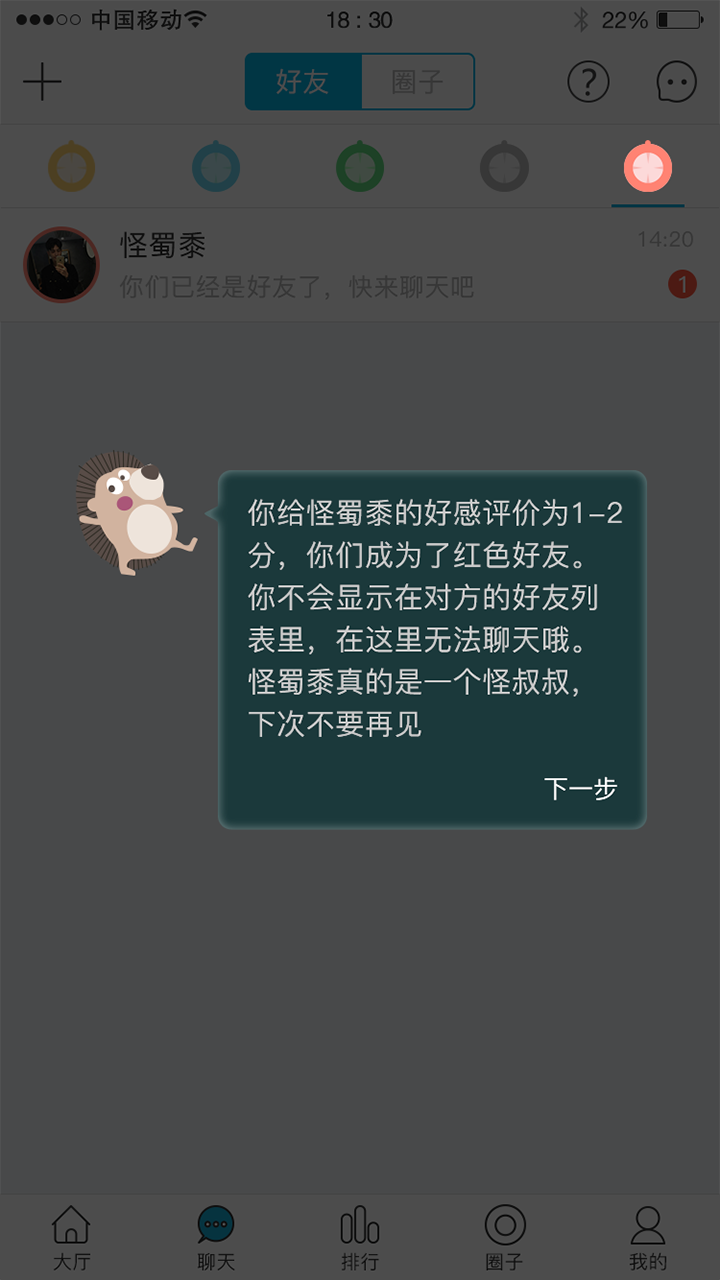 中国移动 18:30 22%
好友 圈子
怪蜀黍 14:20
你们已经是好友了，快来聊天吧 1
你给怪蜀黍的好感评价为1-2
分，你们成为了红色好友。
你不会显示在对方的好友列
表里，在这里无法聊天哦。
怪蜀黍真的是一个怪叔叔，
下次不要再见
下一步
大厅 聊天 排行 圈子 我的